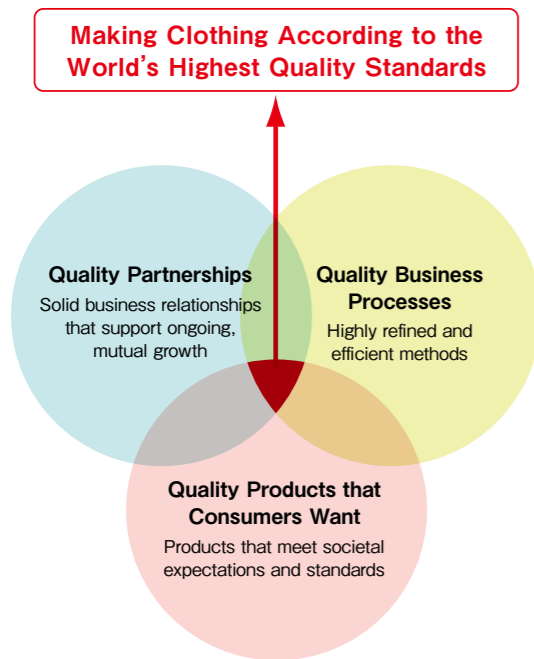 Making Clothing According to the
World's Highest Quality Standards
Quality Partnerships
Solid business relationships
that support ongoing,
mutual growth
Quality Business
Processes
Highly refined and
efficient methods
Quality Products that
Consumers Want
Products that meet societal
expectations and standards